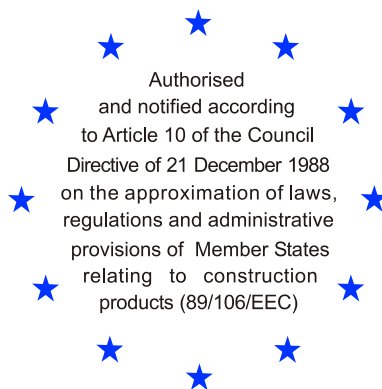 Authorised
and notified according
to Article 10 of the Council
Directive of 21 December 1988
on the approximation of laws,
regulations and administrative
provisions of Member States
relating to construction
products (89/106/EEC)